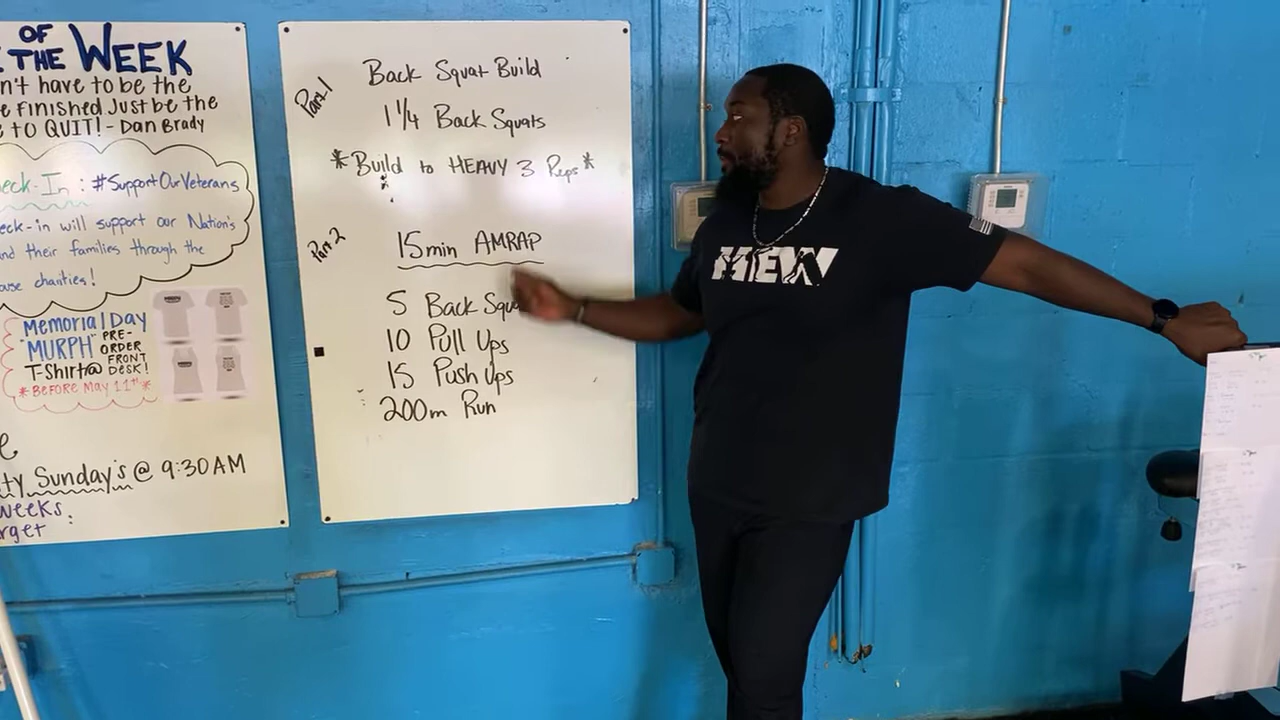 OF
THE WEEK
n't have to be the
e Finished Just be the
e to QUIT! - Dan Brady
eck-In : #SupportOurVeterans
eck-in will support our Nation's
nd their families through the
ouse charities!
Memorial Day
"MURPH" PRE-
ORDER
FRONT
T-Shirt@ DESK!
*BEFORE May 11th*
e
ty Sunday's @ 9:30AM
weeks.
rget :
Part 1
Back Squat Build
1 1/4 Back Squats
*Build to HEAVY 3 Reps*
Part 2
15min AMRAP
5 Back Squ
10 Pull Ups
15 Push Ups
200m Run
HEW